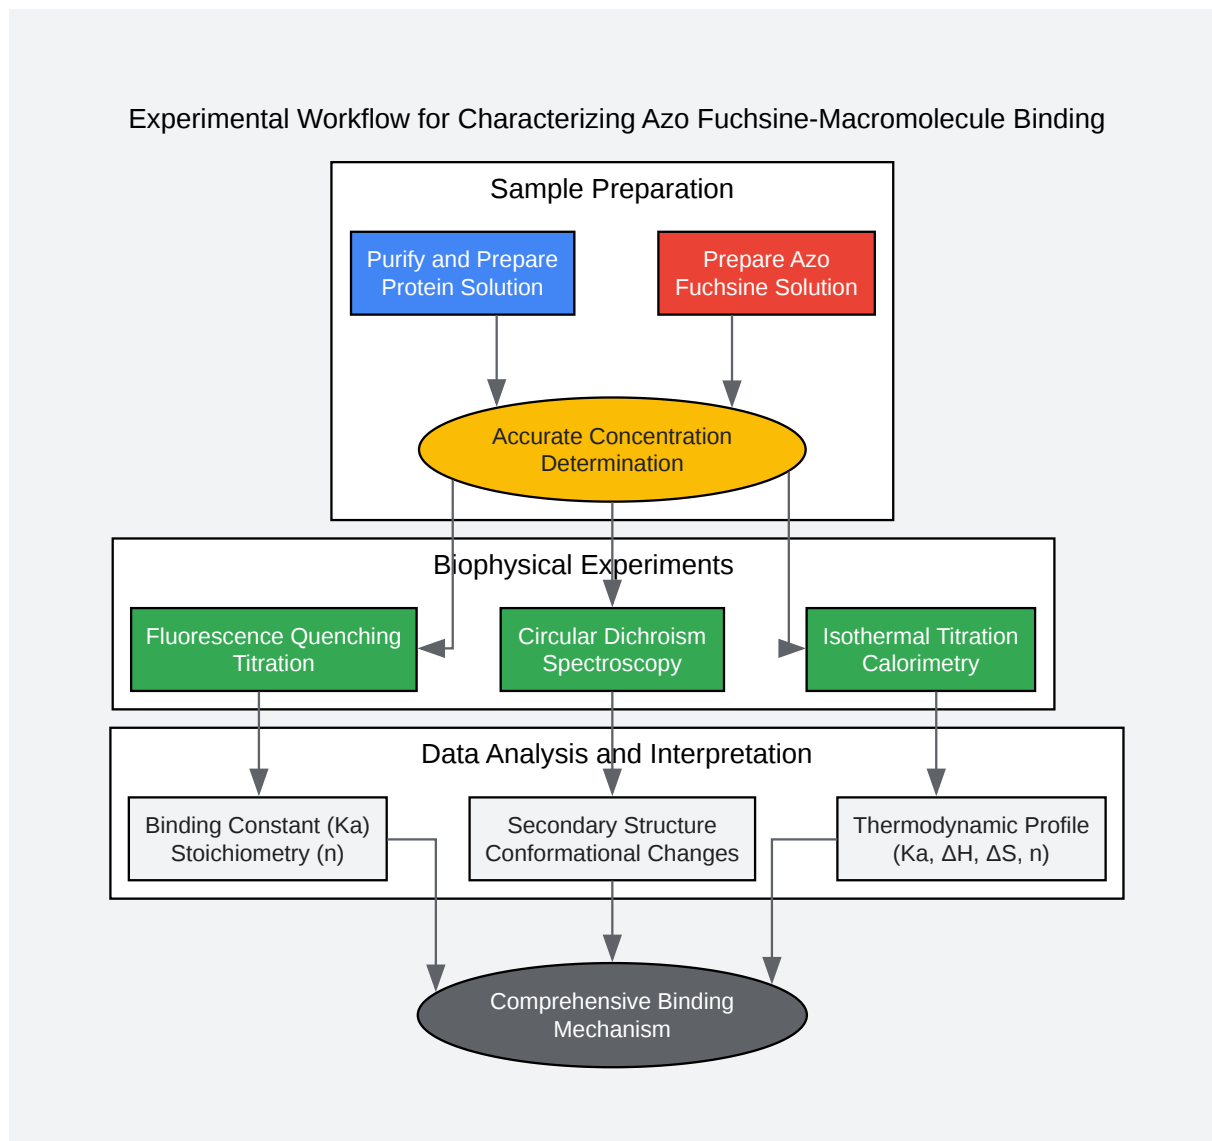 Experimental Workflow for Characterizing Azo Fuchsine-Macromolecule Binding
Sample Preparation
Purify and Prepare
Protein Solution
Prepare Azo
Fuchsine Solution
Accurate Concentration
Determination
Biophysical Experiments
Fluorescence Quenching
Titration
Circular Dichroism
Spectroscopy
Isothermal Titration
Calorimetry
Data Analysis and Interpretation
Binding Constant (Ka)
Stoichiometry (n)
Secondary Structure
Conformational Changes
Thermodynamic Profile
(Ka, ΔH, ΔS, n)
Comprehensive Binding
Mechanism